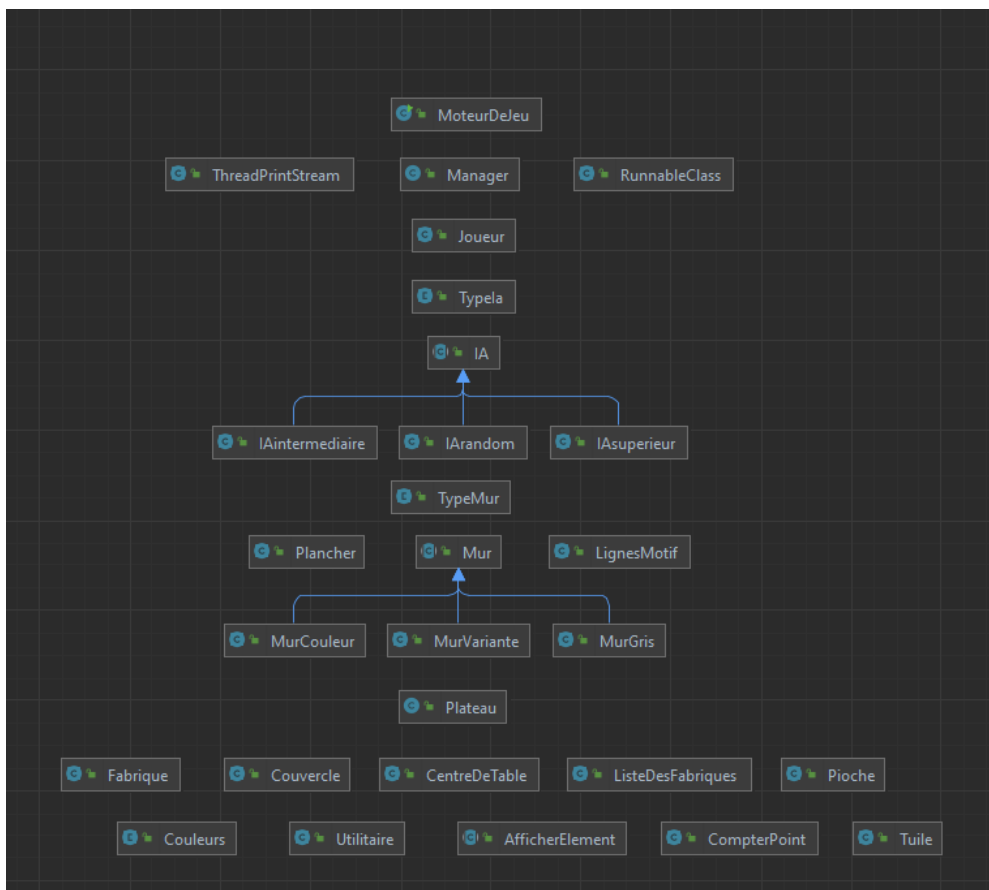 MoteurDeJeu
ThreadPrintStream Manager RunnableClass
Joueur
TypeIa
IA
IAintermediaire IArandom IAsuperieur
TypeMur
Plancher Mur LignesMotif
MurCouleur MurVariante MurGris
Plateau
Fabrique Couvercle CentreDeTable ListeDesFabriques Pioche
Couleurs Utilitaire AfficherElement CompterPoint Tuile